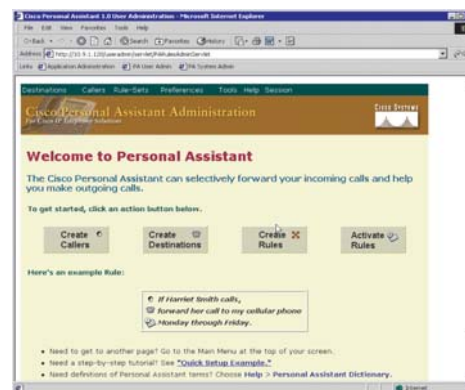 Cisco Personal Assistant 1.0 User Administration - Microsoft Internet Explorer
File Edit View Favorites Tools Help
Back Search Favorites History
Address
Links Application Administration PA User Admin PA System Admin
Destinations Callers Rule-Sets Preferences Tools Help Session
Cisco Personal Assistant Administration
For Cisco IP Telephony Solutions
Cisco Systems
Welcome to Personal Assistant
The Cisco Personal Assistant can selectively forward your incoming calls and help
you make outgoing calls.
To get started, click an action button below.
Create Callers
Create Destinations
Create Rules
Activate Rules
Here's an example Rule:
If Harriet Smith calls,
forward her call to my cellular phone
Monday through Friday.
• Need to get to another page? Go to the Main Menu at the top of your screen.
• Need a step-by-step tutorial? See "Quick Setup Example."
• Need definitions of Personal Assistant terms? Choose Help > Personal Assistant Dictionary.
Internet